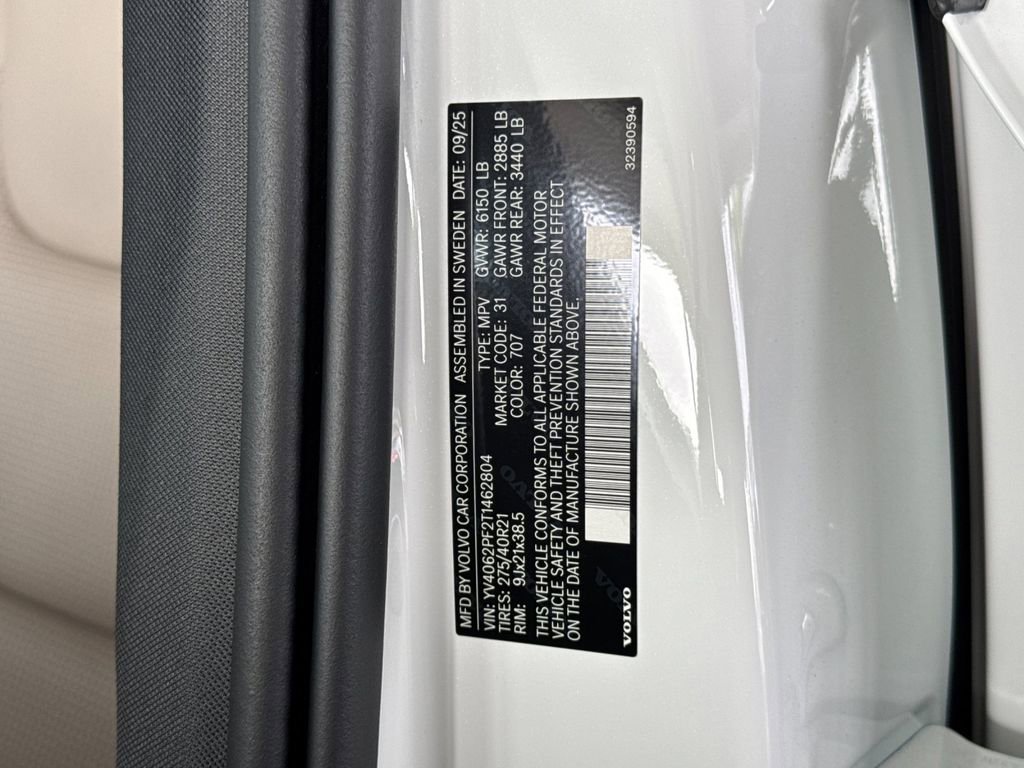 MFD BY VOLVO CAR CORPORATION ASSEMBLED IN SWEDEN DATE: 09/25
VIN: YV4062PF2T1462804 TYPE: MPV GVWR: 6150 LB
TIRES: 275/40R21 MARKET CODE: 31 GAWR FRONT: 2885 LB
RIM: 9Jx21x38.5 COLOR: 707 GAWR REAR: 3440 LB
THIS VEHICLE CONFORMS TO ALL APPLICABLE FEDERAL MOTOR
VEHICLE SAFETY AND THEFT PREVENTION STANDARDS IN EFFECT
ON THE DATE OF MANUFACTURE SHOWN ABOVE.
VOLVO 32390594